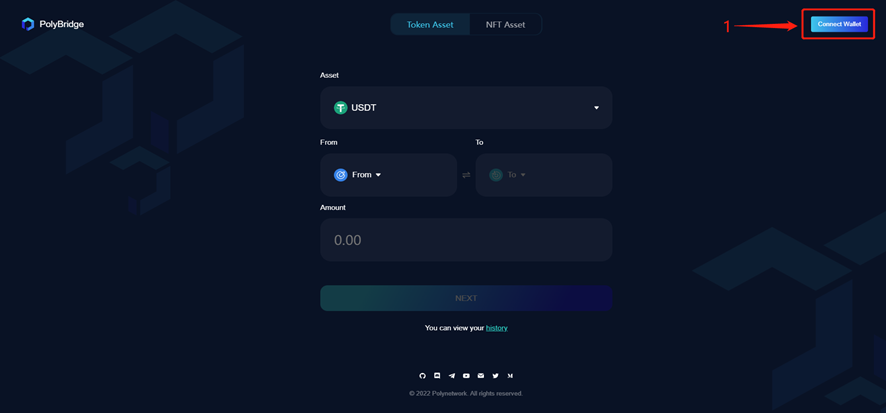 PolyBridge
Token Asset
NFT Asset
1
Connect Wallet
Asset
USDT
From
To
From
To
Amount
0.00
NEXT
You can view your history
© 2022 Polynetwork. All rights reserved.